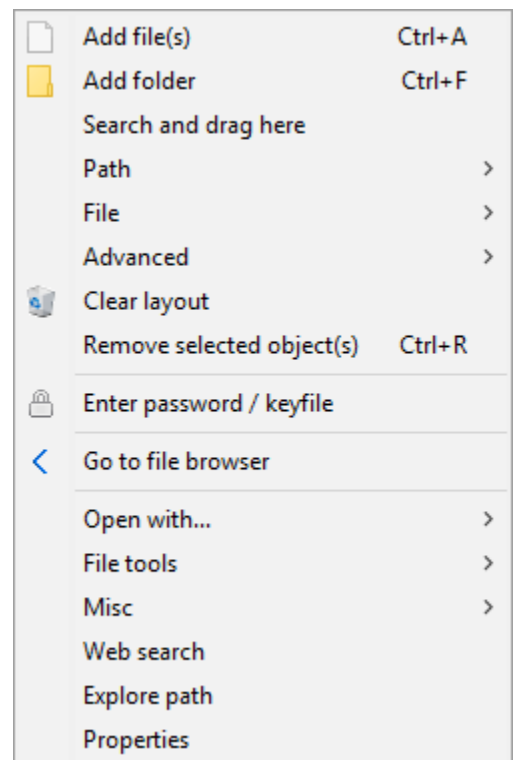 Add file(s) Ctrl+A
Add folder Ctrl+F
Search and drag here
Path
File
Advanced
Clear layout
Remove selected object(s) Ctrl+R
Enter password / keyfile
Go to file browser
Open with...
File tools
Misc
Web search
Explore path
Properties